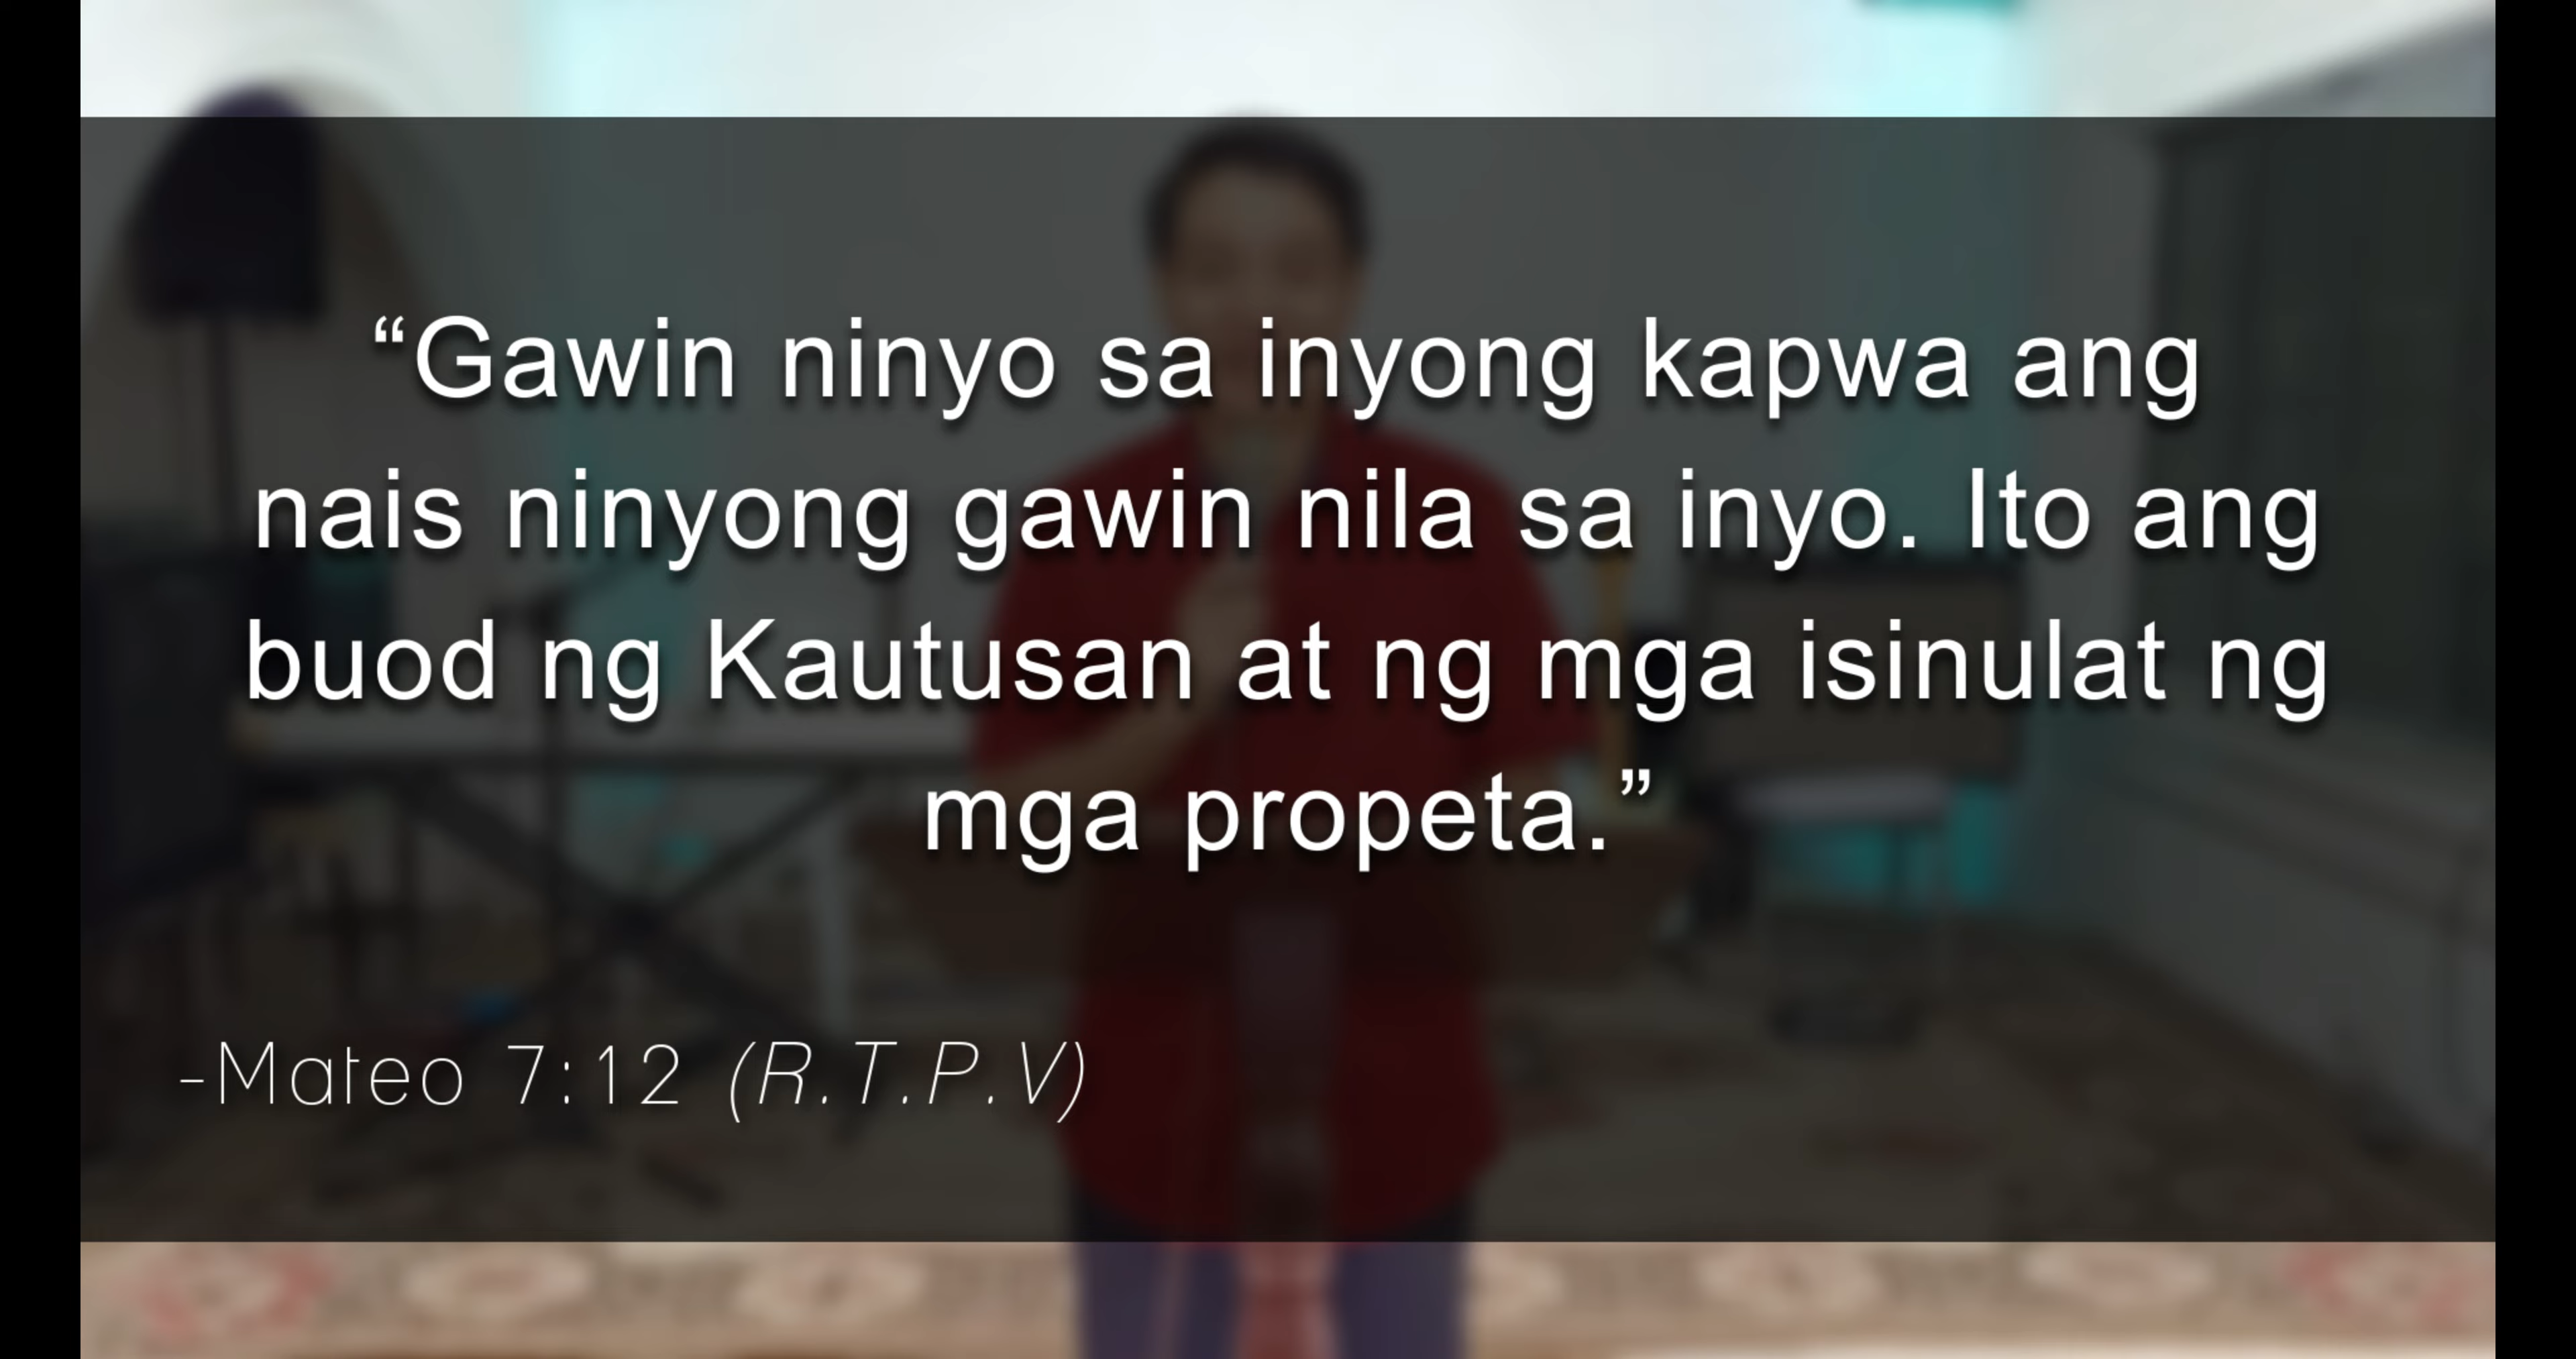 “Gawin ninyo sa inyong kapwa ang
nais ninyong gawin nila sa inyo. Ito ang
buod ng Kautusan at ng mga isinulat ng
mga propeta.”
-Mateo 7:12 (R.T.P.V)